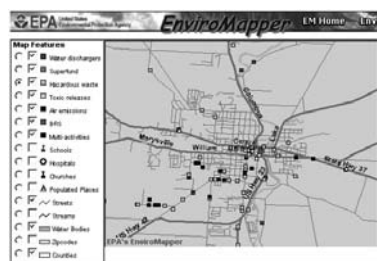 EPA United States
Environmental Protection Agency
EnviroMapper
EM Home
Map Features
Water dischargers
Superfund
Hazardous waste
Toxic releases
Air emissions
BRS
Multi-activities
Schools
Hospitals
Churches
Populated Places
Streets
Streams
Water Bodies
Zipcodes
Counties
Marysville
EPA's EnviroMapper